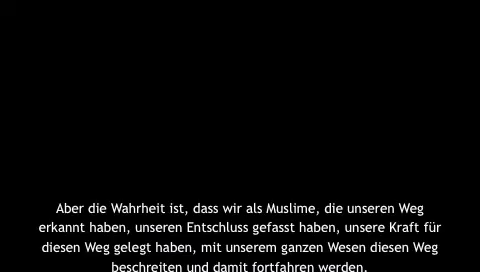 Aber die Wahrheit ist, dass wir als Muslime, die unseren Weg
erkannt haben, unseren Entschluss gefasst haben, unsere Kraft für
diesen Weg gelegt haben, mit unserem ganzen Wesen diesen Weg
beschreiten und damit fortfahren werden.